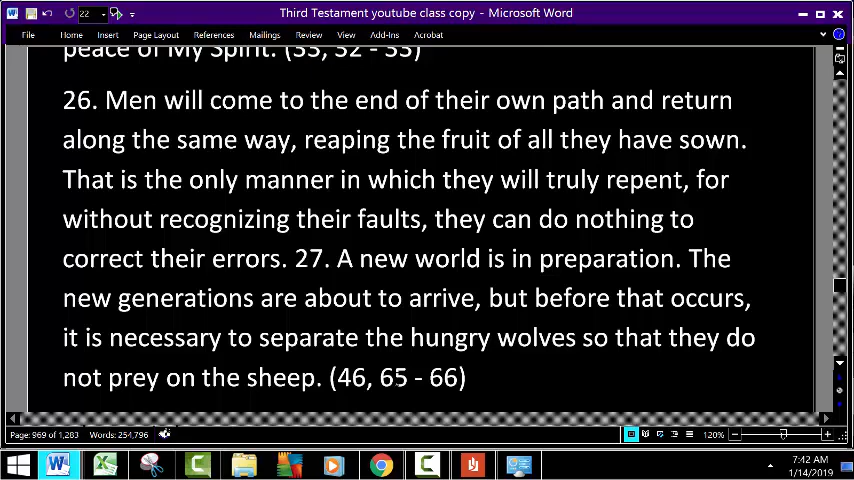 22
Third Testament youtube class copy - Microsoft Word
File Home Insert Page Layout References Mailings Review View Add-Ins Acrobat
peace of My Spirit. (33, 32 - 33)
26. Men will come to the end of their own path and return
along the same way, reaping the fruit of all they have sown.
That is the only manner in which they will truly repent, for
without recognizing their faults, they can do nothing to
correct their errors. 27. A new world is in preparation. The
new generations are about to arrive, but before that occurs,
it is necessary to separate the hungry wolves so that they do
not prey on the sheep. (46, 65 - 66)
Page: 969 of 1,283 Words: 254,796 120%
7:42 AM
1/14/2019